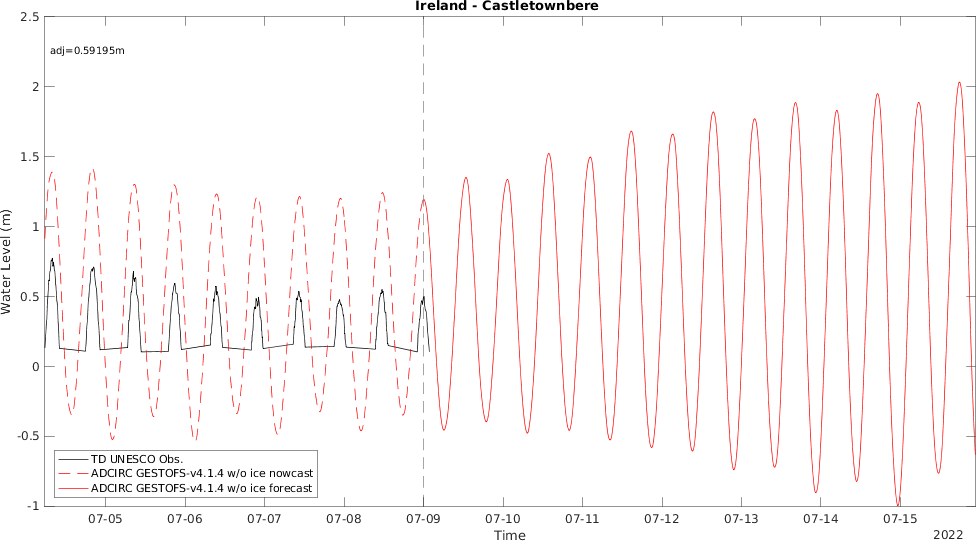 Ireland - Castletownbere
adj=0.59195m
Water Level (m)
2.5
2
1.5
1
0.5
0
-0.5
-1
TD UNESCO Obs.
ADCIRC GESTOFS-v4.1.4 w/o ice nowcast
ADCIRC GESTOFS-v4.1.4 w/o ice forecast
07-05 07-06 07-07 07-08 07-09 07-10 07-11 07-12 07-13 07-14 07-15
Time
2022